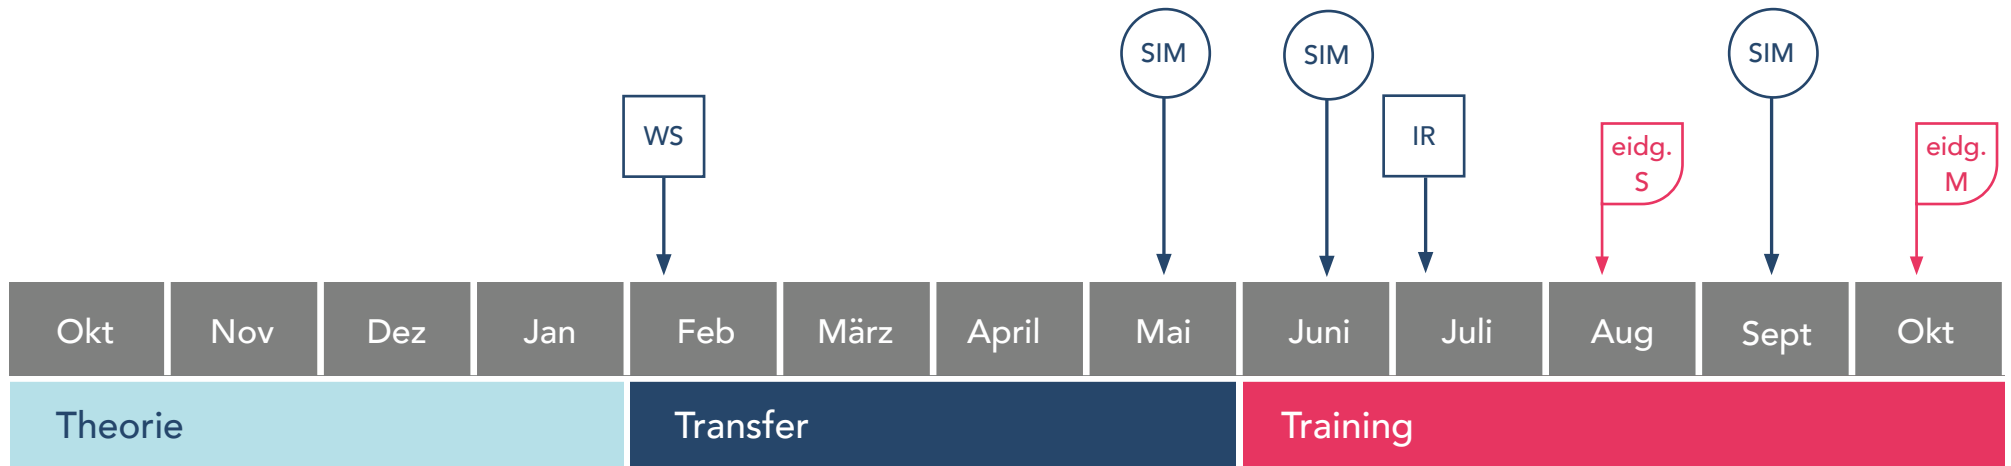 SIM
SIM
SIM
WS
IR
eidg.
S
eidg.
M
Okt
Nov
Dez
Jan
Feb
März
April
Mai
Juni
Juli
Aug
Sept
Okt
Theorie
Transfer
Training